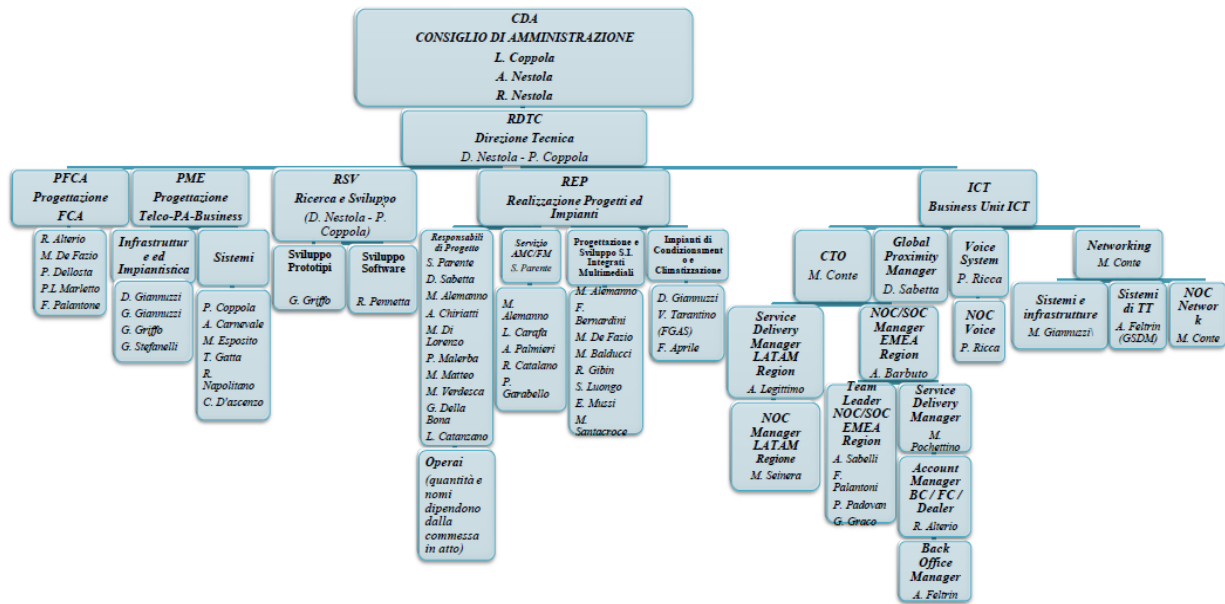 CDA
CONSIGLIO DI AMMINISTRAZIONE
L. Coppola
A. Nestola
R. Nestola
RDTC
Direzione Tecnica
D. Nestola - P. Coppola
PFCA
Progettazione
FCA
R. Alterio
M. De Fazio
P. Dellosta
P.L Marletto
F. Palantone
PME
Progettazione
Telco-PA-Business
Infrastruttur
e ed
Impiantistica
D. Giannuzzi
G. Giannuzzi
G. Griffo
G. Stefanelli
Sistemi
P. Coppola
A. Carnevale
M. Esposito
T. Gatta
R.
Napolitano
C. D'ascenzo
RSV
Ricerca e Sviluppo
(D. Nestola - P.
Coppola)
Sviluppo
Prototipi
G. Griffo
Sviluppo
Software
R. Pennetta
REP
Realizzazione Progetti ed
Impianti
Responsabili
di Progetto
S. Parente
D. Sabetta
M. Alemanno
A. Chiriatti
M. Di
Lorenzo
P. Malerba
M. Matteo
M. Verdesca
G. Della
Bona
L. Catanzano
Operai
(quantità e
nomi
dipendono
dalla
commessa
in atto)
Servizio
AMC/FM
S. Parente
M.
Alemanno
L. Carafa
A. Palmieri
R. Catalano
P.
Garabello
Progettazione e
Sviluppo S.I.
Integrati
Multimediali
M. Alemanno
F.
Bernardini
M. De Fazio
M. Balducci
R. Gibin
S. Luongo
E. Mussi
M.
Santacroce
Impianti di
Condizionament
o e
Climatizzazione
D. Giannuzzi
V. Tarantino
(FGAS)
F. Aprile
ICT
Business Unit ICT
CTO
M. Conte
Service
Delivery
Manager
LATAM
Region
A. Legittimo
NOC
Manager
LATAM
Regione
M. Seinera
NOC/SOC
Manager
EMEA
Region
A. Barbuto
Team
Leader
NOC/SOC
EMEA
Region
A. Sabelli
F.
Palantoni
P. Padovan
G. Graco
Service
Delivery
Manager
M.
Pochettino
Account
Manager
BC / FC /
Dealer
R. Alterio
Back
Office
Manager
A. Feltrin
Global
Proximity
Manager
D. Sabetta
Voice
System
P. Ricca
NOC
Voice
P. Ricca
Networking
M. Conte
Sistemi e
infrastrutture
M. Gianuzzi\
Sistemi
di TT
A. Feltrin
(GSDM)
NOC
Networ
k
M. Conte